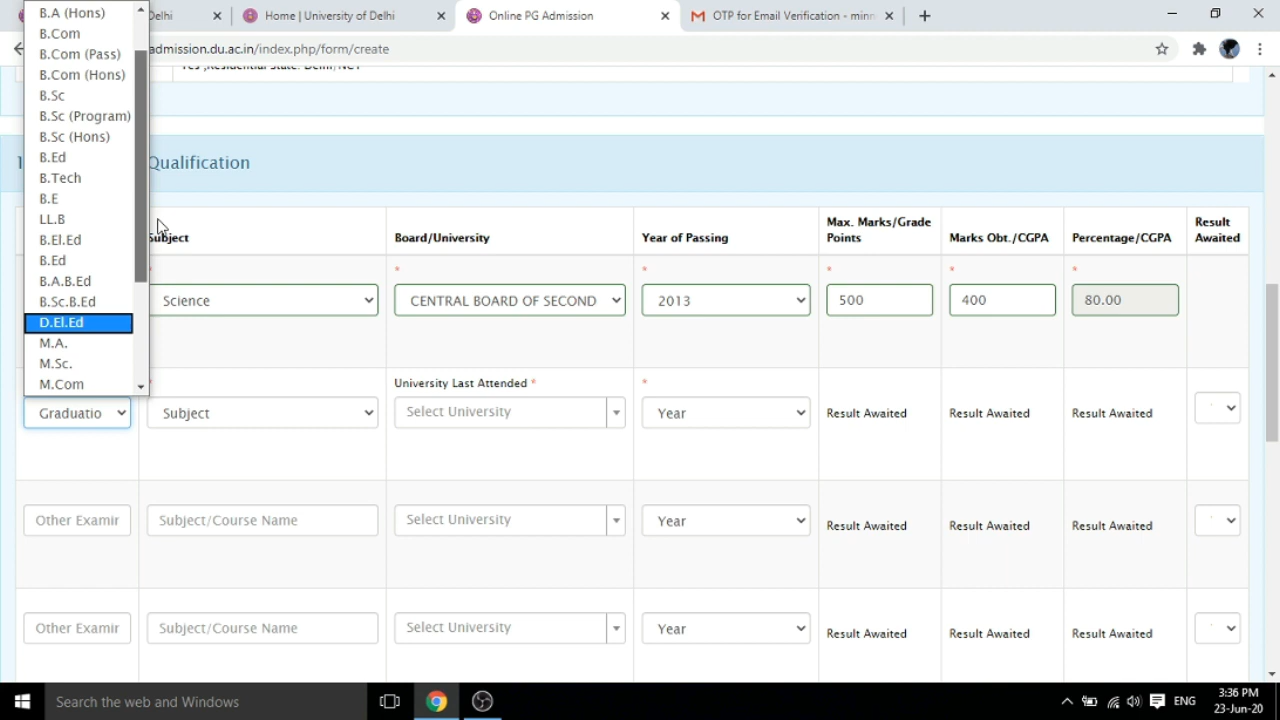 Delhi
Home | University of Delhi
Online PG Admission
OTP for Email Verification - minn
admission.du.ac.in/index.php/form/create
Yes ,Residential State: Delhi/NCT
Qualification
B.A (Hons)
B.Com
B.Com (Pass)
B.Com (Hons)
B.Sc
B.Sc (Program)
B.Sc (Hons)
B.Ed
B.Tech
B.E
LL.B
B.El.Ed
B.Ed
B.A.B.Ed
B.Sc.B.Ed
D.El.Ed
M.A.
M.Sc.
M.Com
Subject
Board/University
Year of Passing
Max. Marks/Grade
Points
Marks Obt./CGPA
Percentage/CGPA
Result
Awaited
* * * * * *
Science
CENTRAL BOARD OF SECOND
2013
500
400
80.00
* University Last Attended * *
Graduatio
Subject
Select University
Year
Result Awaited
Result Awaited
Result Awaited
Other Examir
Subject/Course Name
Select University
Year
Result Awaited
Result Awaited
Result Awaited
Other Examir
Subject/Course Name
Select University
Year
Result Awaited
Result Awaited
Result Awaited
Search the web and Windows
ENG
3:36 PM
23-Jun-20